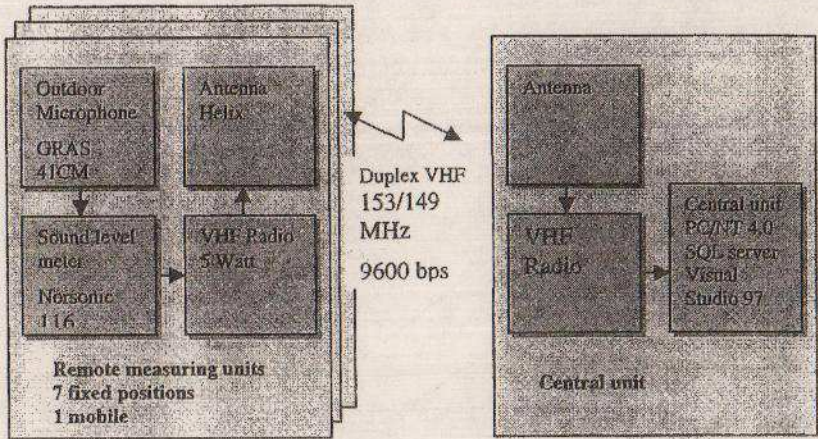 Outdoor
Microphone
GRAS
41CM
Antenna
Helix
Sound level
meter
Norsonic
116
VHF Radio
5 Watt
Remote measuring units
7 fixed positions
1 mobile
Duplex VHF
153/149
MHz
9600 bps
Antenna
VHF
Radio
Central unit
PC/NT 4.0
SQL server
Visual
Studio 97
Central unit